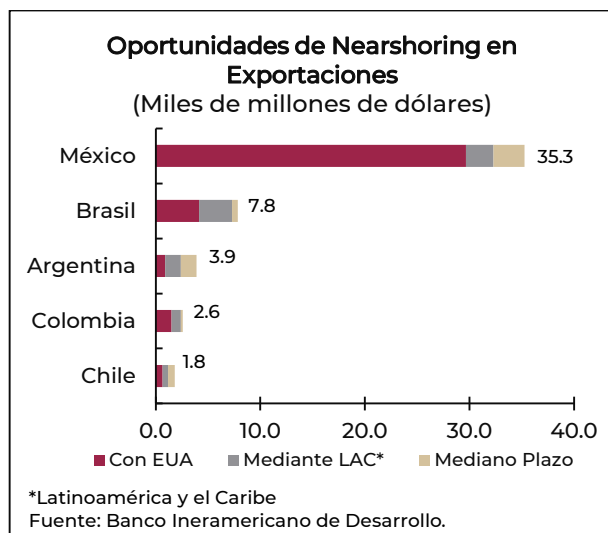 Oportunidades de Nearshoring en
Exportaciones
(Miles de millones de dólares)
México
35.3
Brasil
7.8
Argentina
3.9
Colombia
2.6
Chile
1.8
0.0 10.0 20.0 30.0 40.0
Con EUA Mediante LAC* Mediano Plazo
*Latinoamérica y el Caribe
Fuente: Banco Ineramericano de Desarrollo.